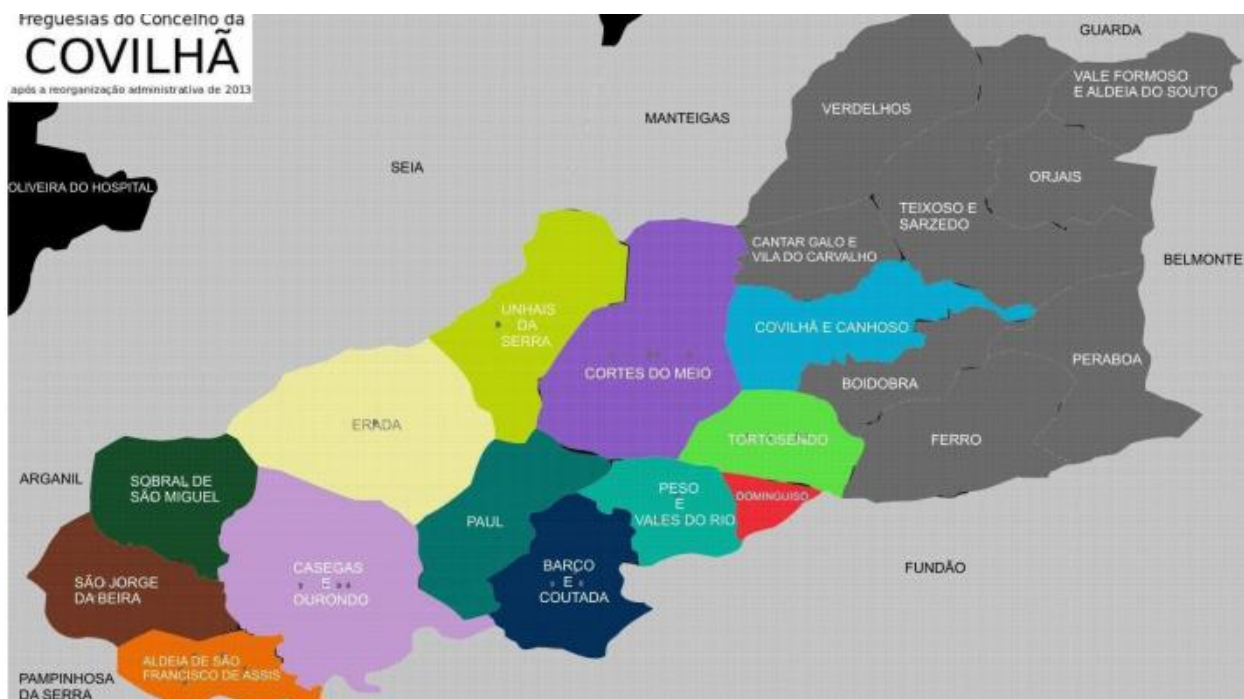 Freguesias do Concelho da
COVILHÃ
após a reorganização administrativa de 2013
GUARDA
VALE FORMOSO
E ALDEIA DO SOUTO
VERDELHOS
MANTEIGAS
SEIA
ORJAIS
OLIVEIRA DO HOSPITAL
TEIXOSO E
SARZEDO
CANTAR GALO E
VILA DO CARVALHO
BELMONTE
UNHAIS
DA
SERRA
COVILHÃ E CANHOSO
PERABOA
CORTES DO MEIO
BOIDOBRA
ERADA
TORTOSENDO
FERRO
ARGANIL
SOBRAL DE
SÃO MIGUEL
PESO
E
VALES DO RIO
DOMINGUISO
PAUL
CASEGAS
E
OURONDO
BARÇO
E
COUTADA
FUNDÃO
SÃO JORGE
DA BEIRA
ALDEIA DE SÃO
FRANCISCO DE ASSIS
PAMPINHOSA
DA SERRA